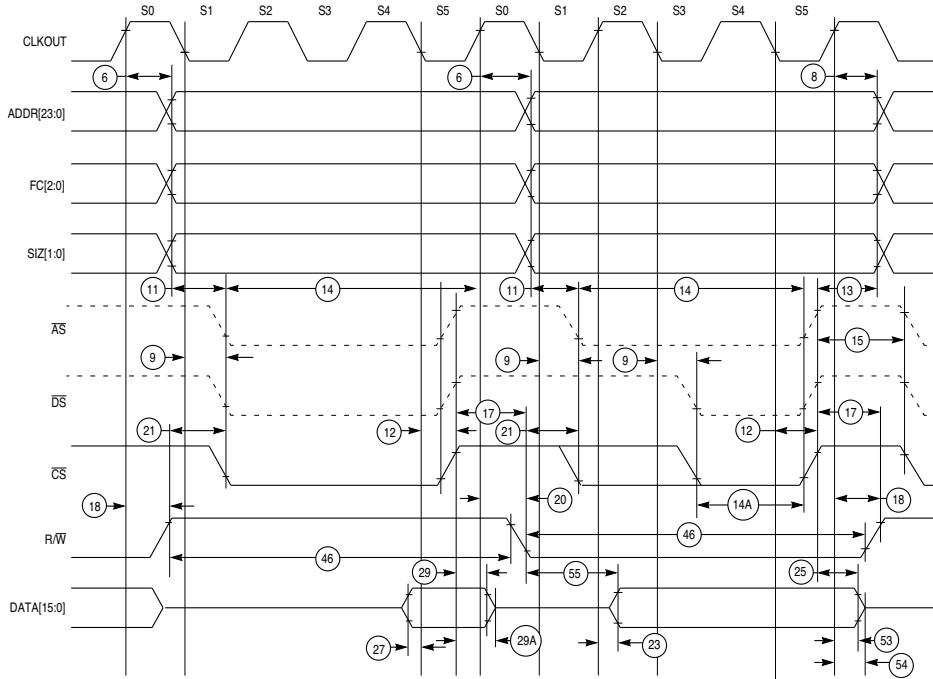 S0 S1 S2 S3 S4 S5 S0 S1 S2 S3 S4 S5
CLKOUT
6 6 8
ADDR[23:0]
FC[2:0]
SIZ[1:0]
11 14 11 14 13
AS
15
9 9 9
DS
17 17
21 12 21 12
CS
18 20 14A 18
R/W
46 46
29 55 25
DATA[15:0]
27 29A 23 53
54